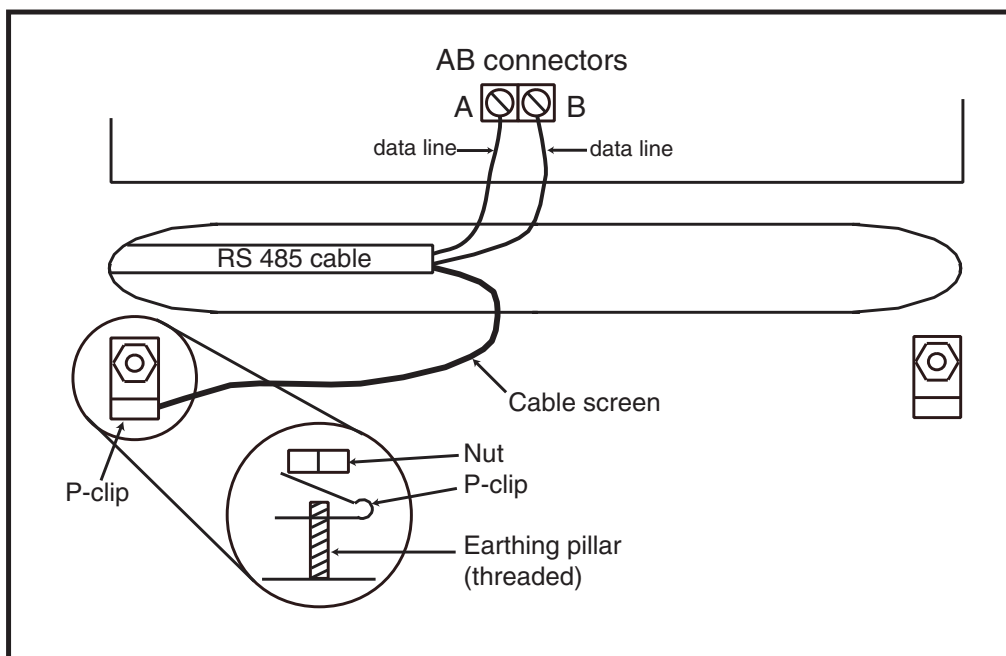 AB connectors
A
B
data line
data line
RS 485 cable
Cable screen
P-clip
Nut
P-clip
Earthing pillar
(threaded)